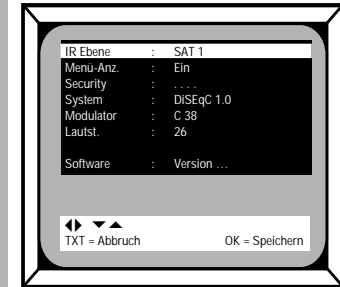 IR Ebene : SAT 1
Menü-Anz. : Ein
Security : . . . .
System : DiSEqC 1.0
Modulator : C 38
Lautst. : 26
Software : Version ...
TXT = Abbruch OK = Speichern